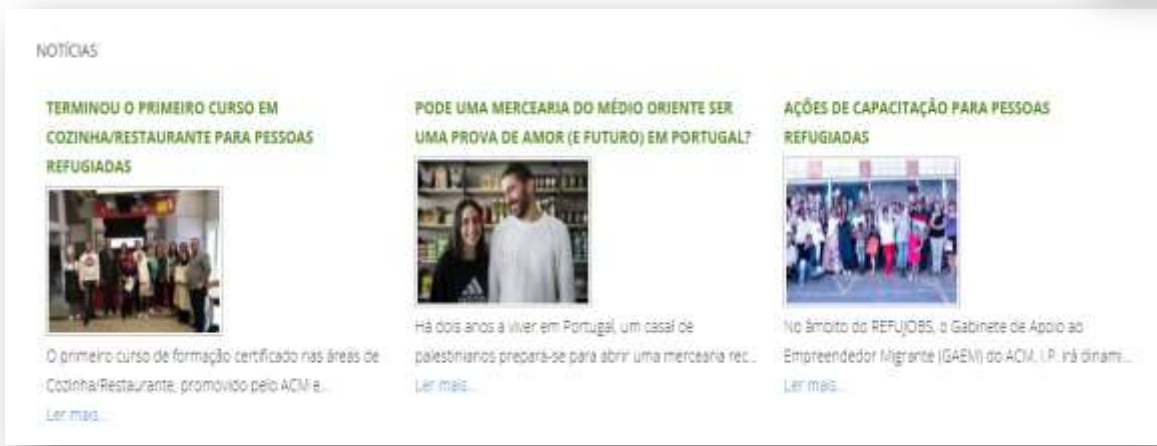 NOTÍCIAS
TERMINOU O PRIMEIRO CURSO EM
COZINHA/RESTAURANTE PARA PESSOAS
REFUGIADAS
O primeiro curso de formação certificado nas áreas de
Cozinha/Restaurante, promovido pelo ACM e...
Ler mais...
PODE UMA MERCEARIA DO MÉDIO ORIENTE SER
UMA PROVA DE AMOR (E FUTURO) EM PORTUGAL?
Há dois anos a viver em Portugal, um casal de
palestinianos prepara-se para abrir uma mercearia rec...
Ler mais...
AÇÕES DE CAPACITAÇÃO PARA PESSOAS
REFUGIADAS
No âmbito do REFUJOBS, o Gabinete de Apoio ao
Empreendedor Migrante (GAEM) do ACM, I.P. irá dinami...
Ler mais...